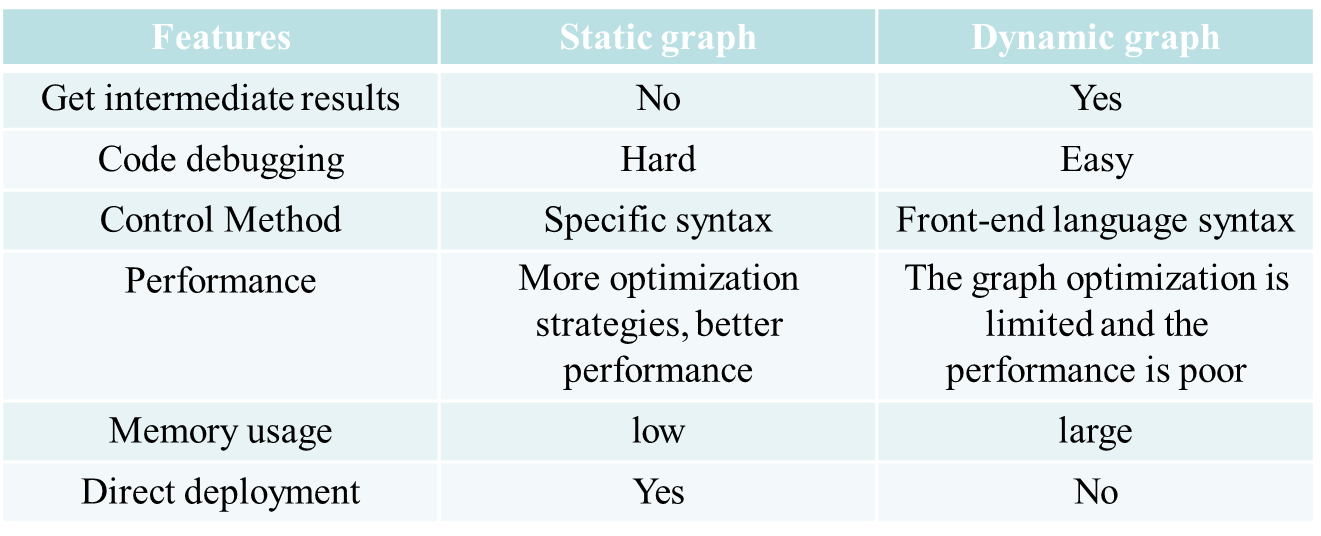 Features Static graph Dynamic graph
Get intermediate results No Yes
Code debugging Hard Easy
Control Method Specific syntax Front-end language syntax
Performance More optimization The graph optimization is
strategies, better limited and the
performance performance is poor
Memory usage low large
Direct deployment Yes No